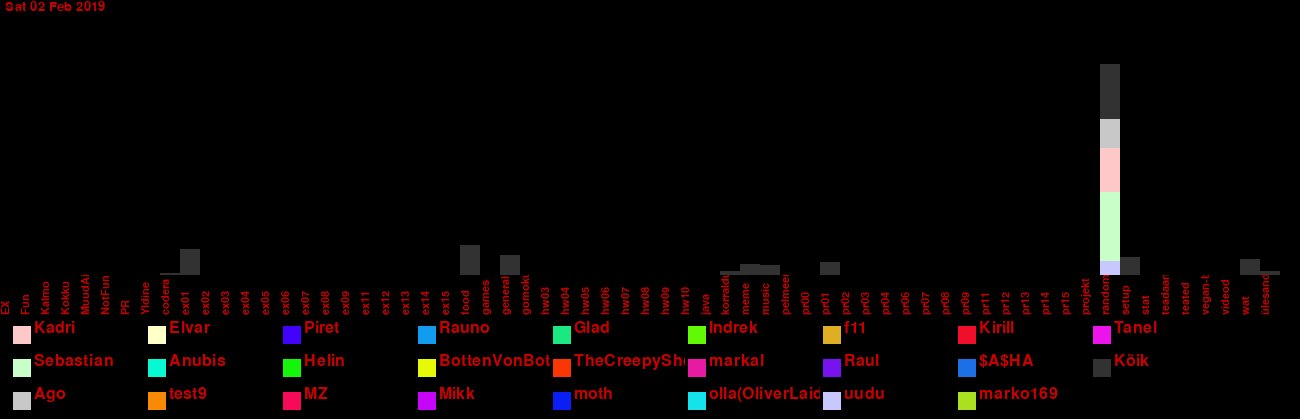 Sat 02 Feb 2019
EX
Fun
Kalmo
Kokku
MuudAi
NotFun
PR
Yldine
codera
ex01
ex02
ex03
ex04
ex05
ex06
ex07
ex08
ex09
ex11
ex12
ex13
ex14
ex15
food
games
general
gomoku
hw03
hw04
hw05
hw06
hw07
hw08
hw09
hw10
java
korraldu
meme
music
pelmeen
pr00
pr01
pr02
pr03
pr04
pr06
pr07
pr08
pr09
pr11
pr12
pr13
pr14
pr15
projekt
random
setup
stat
teadaan
teated
vegan-t
videod
wat
ülesand
Kadri Elvar Piret Rauno Glad Indrek f11 Kirill Tanel
Sebastian Anubis Helin BottenVonBot TheCreepySh markal Raul $A$HA Kõik
Ago test9 MZ Mikk moth olla(OliverLaid uudu marko169